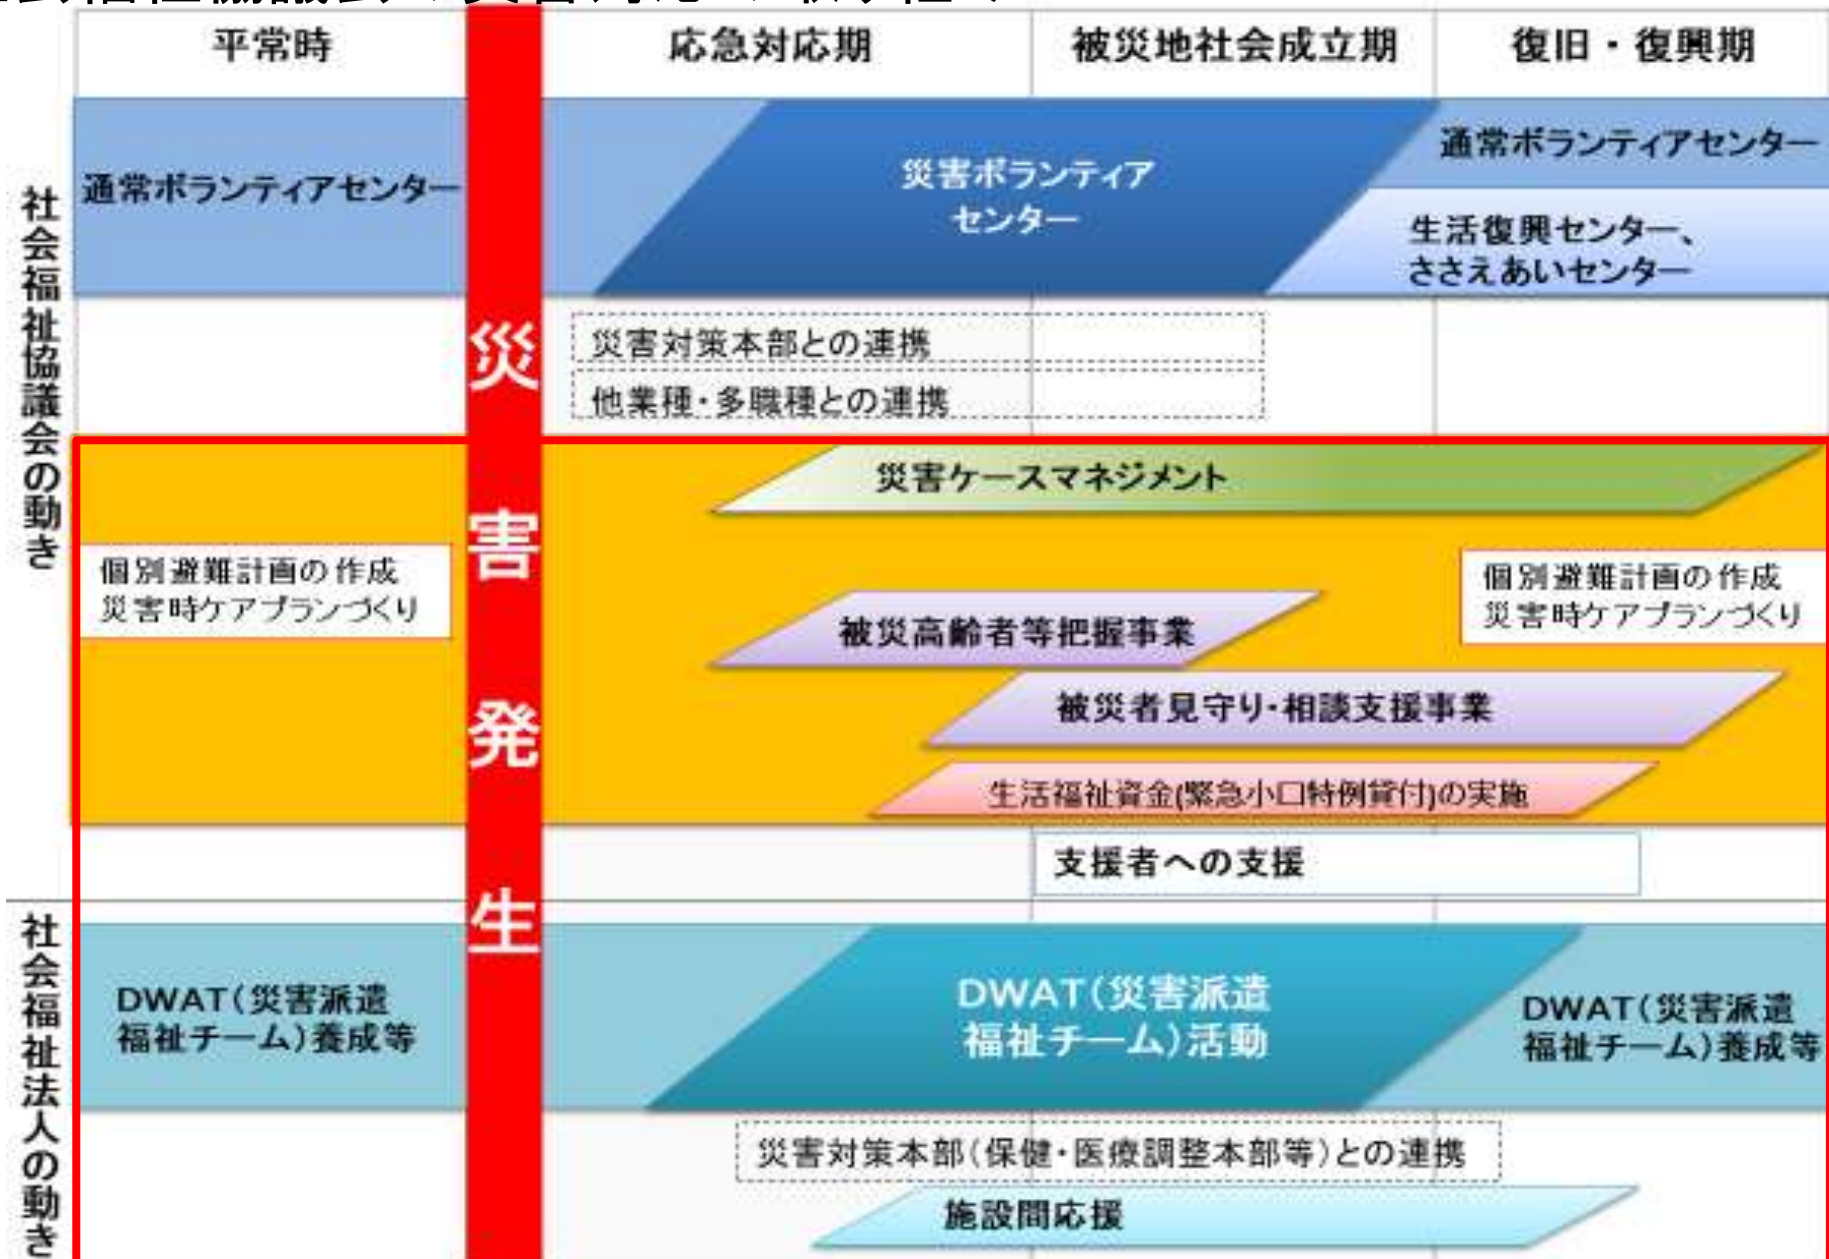 平常時
応急対応期
被災地社会成立期
復旧・復興期
社会福祉協議会の動き
通常ボランティアセンター
災害ボランティア
センター
通常ボランティアセンター
生活復興センター、
ささえあいセンター
災害発生
災害対策本部との連携
他業種・多職種との連携
災害ケースマネジメント
個別避難計画の作成
災害時ケアプランづくり
個別避難計画の作成
災害時ケアプランづくり
被災高齢者等把握事業
被災者見守り・相談支援事業
生活福祉資金(緊急小口特例貸付)の実施
支援者への支援
社会福祉法人の動き
DWAT(災害派遣
福祉チーム)養成等
DWAT(災害派遣
福祉チーム)活動
DWAT(災害派遣
福祉チーム)養成等
災害対策本部(保健・医療調整本部等)との連携
施設間応援